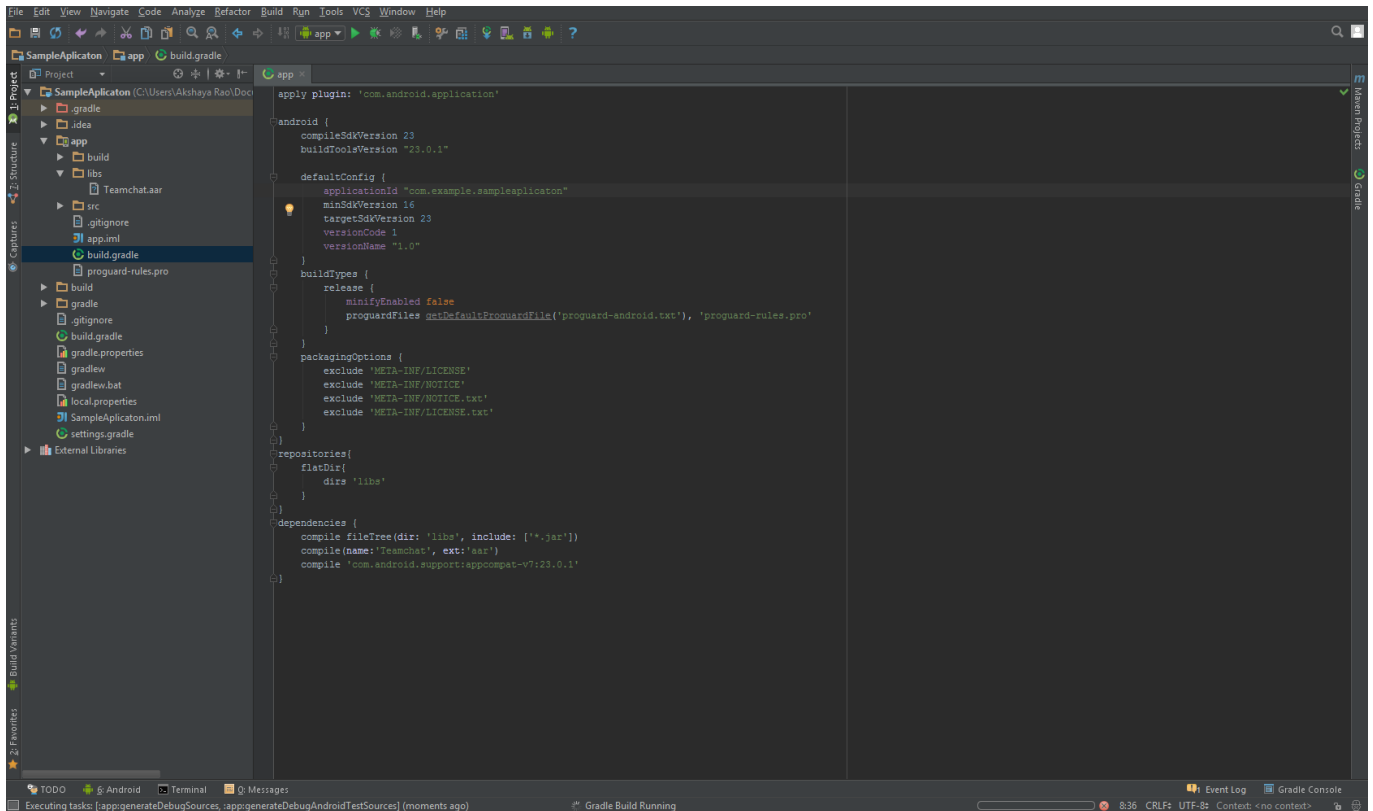 File Edit View Navigate Code Analyze Refactor Build Run Tools VCS Window Help
app
?
SampleAplicaton app build.gradle
1: Project
Project
app
SampleAplicaton (C:\Users\Akshaya Rao\Doc
.gradle
.idea
app
build
libs
Teamchat.aar
src
.gitignore
app.iml
build.gradle
proguard-rules.pro
build
gradle
.gitignore
build.gradle
gradle.properties
gradlew
gradlew.bat
local.properties
SampleAplicaton.iml
settings.gradle
External Libraries
Z: Structure
Captures
Build Variants
2: Favorites
apply plugin: 'com.android.application'
android {
compileSdkVersion 23
buildToolsVersion "23.0.1"
defaultConfig {
applicationId "com.example.sampleaplicaton"
minSdkVersion 16
targetSdkVersion 23
versionCode 1
versionName "1.0"
}
buildTypes {
release {
minifyEnabled false
proguardFiles getDefaultProguardFile('proguard-android.txt'), 'proguard-rules.pro'
}
}
packagingOptions {
exclude 'META-INF/LICENSE'
exclude 'META-INF/NOTICE'
exclude 'META-INF/NOTICE.txt'
exclude 'META-INF/LICENSE.txt'
}
}
repositories{
flatDir{
dirs 'libs'
}
}
dependencies {
compile fileTree(dir: 'libs', include: ['*.jar'])
compile(name:'Teamchat', ext:'aar')
compile 'com.android.support:appcompat-v7:23.0.1'
}
m
Maven Projects
Gradle
TODO 6: Android Terminal 0: Messages Event Log Gradle Console
Executing tasks: [:app:generateDebugSources, :app:generateDebugAndroidTestSources] (moments ago) Gradle Build Running 8:36 CRLF UTF-8 Context: <no context>